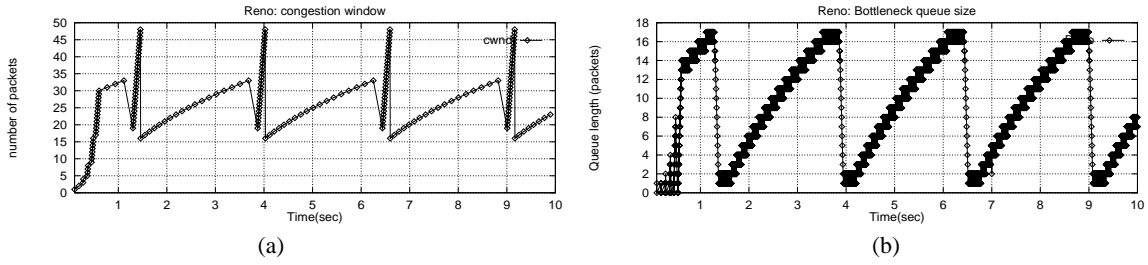 Reno: congestion window
number of packets
50
45
40
35
30
25
20
15
10
5
0
cwnd
1 2 3 4 5 6 7 8 9 10
Time(sec)
(a)
Reno: Bottleneck queue size
Queue length (packets)
18
16
14
12
10
8
6
4
2
0
1 2 3 4 5 6 7 8 9 10
Time(sec)
(b)